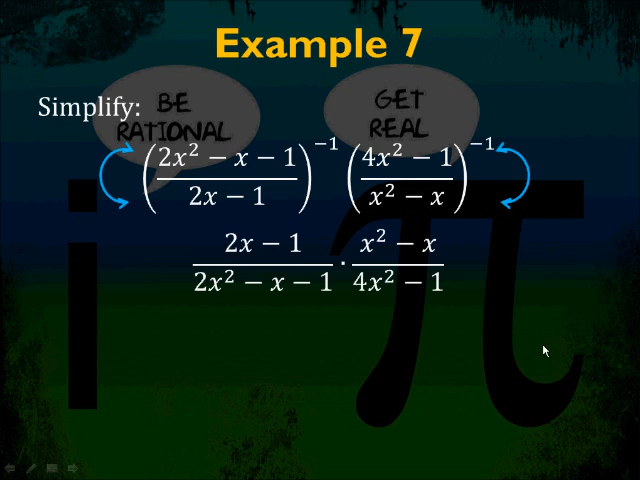 Example 7
Simplify:
BE
RATIONAL
GET
REAL
i π
((2x² − x − 1)/(2x − 1))⁻¹ ((4x² − 1)/(x² − x))⁻¹
(2x − 1)/(2x² − x − 1) · (x² − x)/(4x² − 1)